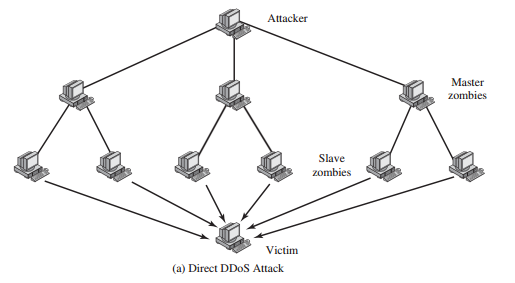 Attacker
Master
zombies
Slave
zombies
Victim
(a) Direct DDoS Attack